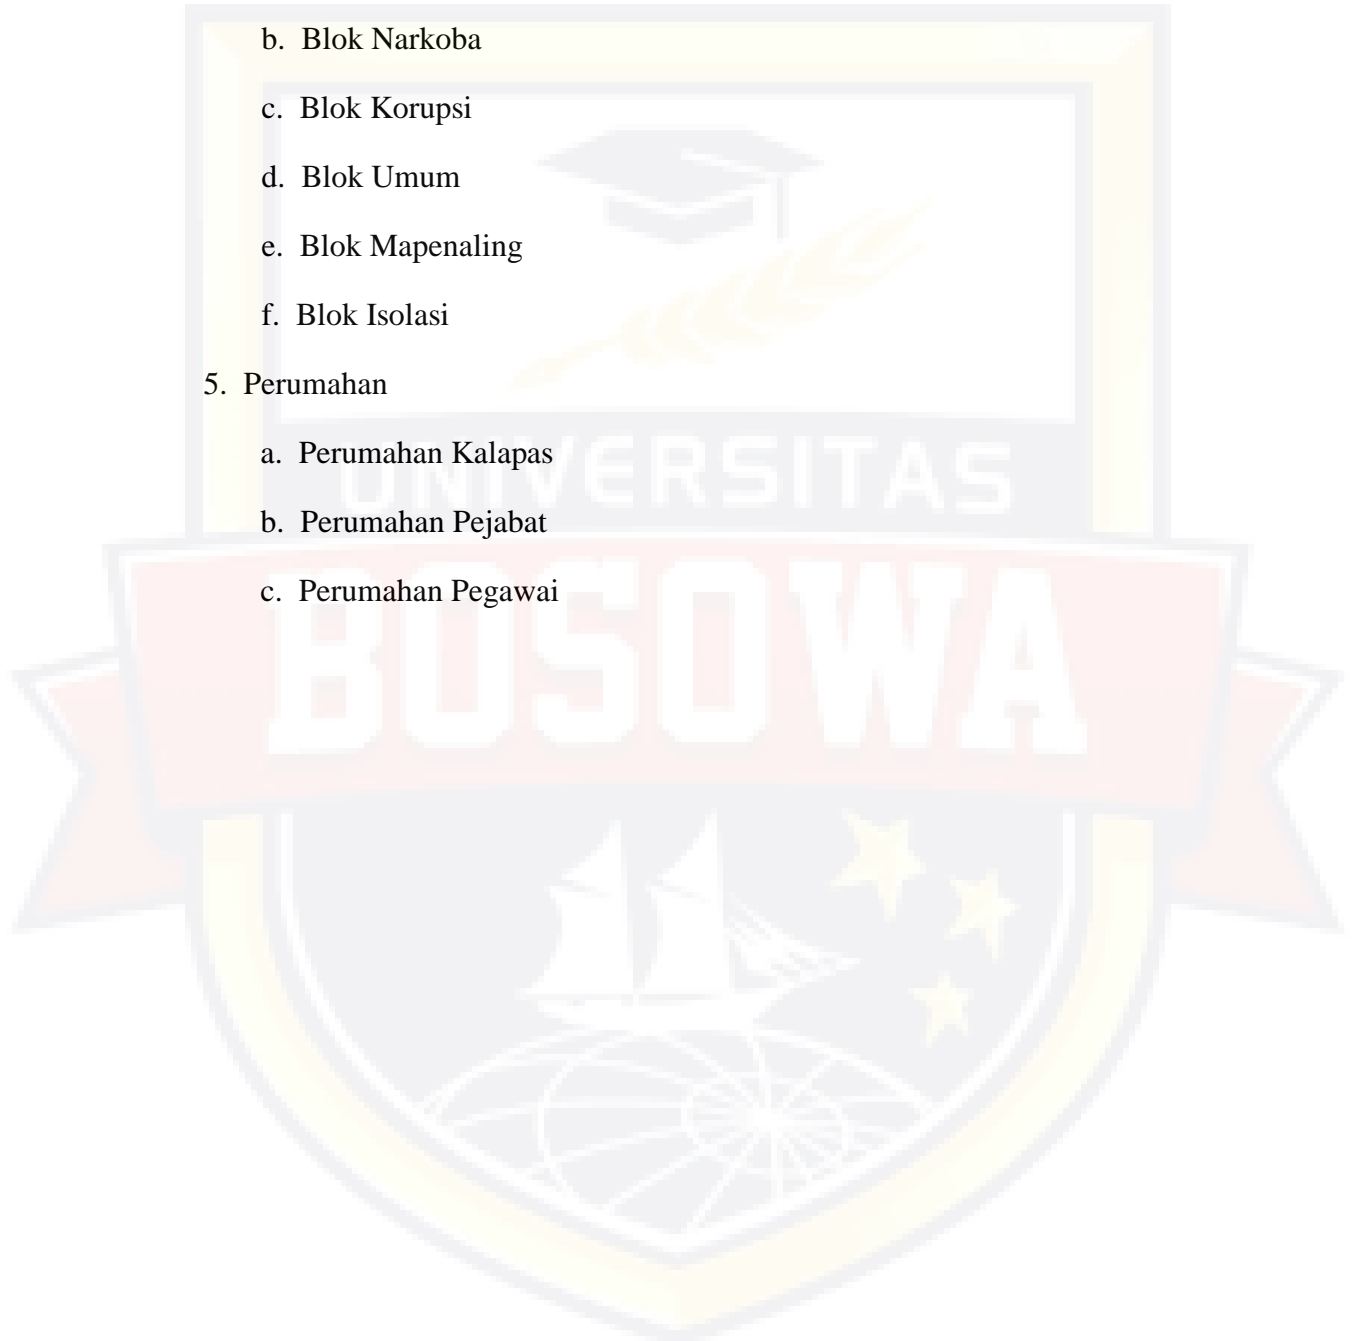 b. Blok Narkoba
c. Blok Korupsi
d. Blok Umum
e. Blok Mapenaling
f. Blok Isolasi
5. Perumahan
a. Perumahan Kalapas
UNIVERSITAS
b. Perumahan Pejabat
c. Perumahan Pegawai
BOSOWA